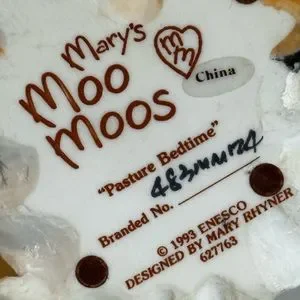 Mary's
Moo
Moos
MM
China
"Pasture Bedtime"
Branded No.
© 1993 ENESCO
DESIGNED BY MARY RHYNER
627763